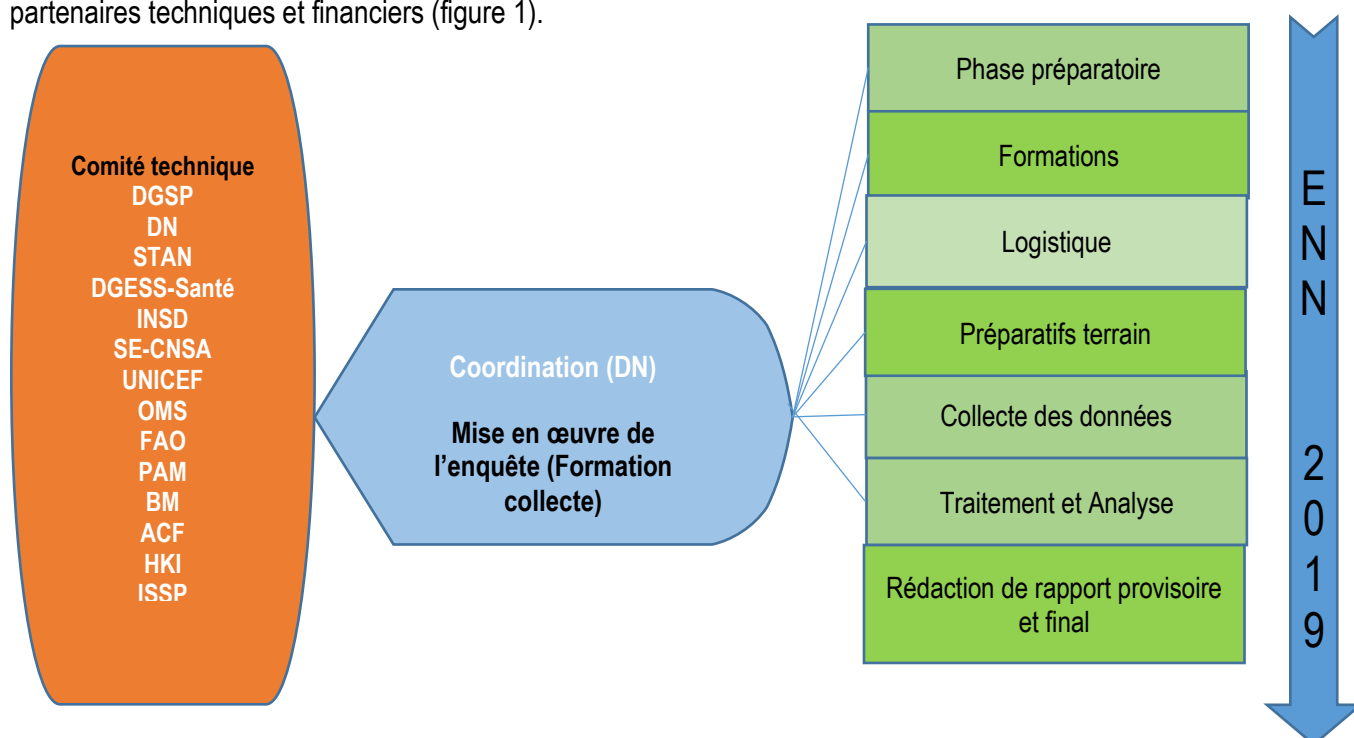 partenaires techniques et financiers (figure 1).
Comité technique
DGSP
DN
STAN
DGESS-Santé
INSD
SE-CNSA
UNICEF
OMS
FAO
PAM
BM
ACF
HKI
ISSP
Coordination (DN)
Mise en œuvre de
l'enquête (Formation
collecte)
Phase préparatoire
Formations
Logistique
Préparatifs terrain
Collecte des données
Traitement et Analyse
Rédaction de rapport provisoire
et final
E
N
N
2
0
1
9